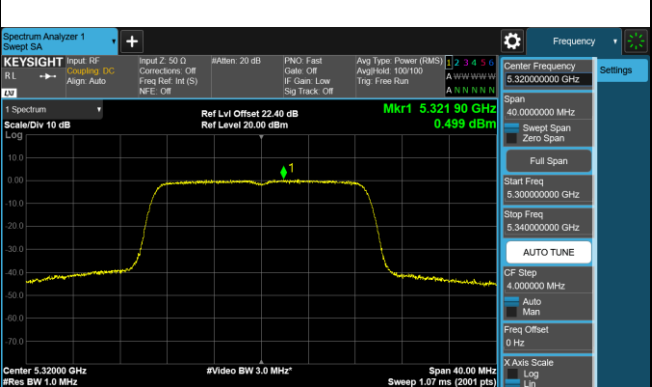 Spectrum Analyzer 1
Swept SA
Frequency
KEYSIGHT
RL
Input: RF
Coupling: DC
Align: Auto
Input Z: 50 Ω
Corrections: Off
Freq Ref: Int (S)
NFE: Off
#Atten: 20 dB
PNO: Fast
Gate: Off
IF Gain: Low
Sig Track: Off
Avg Type: Power (RMS)
Avg|Hold: 100/100
Trig: Free Run
1 2 3 4 5 6
A W W W W W
A N N N N N
LXI
1 Spectrum
Scale/Div 10 dB
Ref Lvl Offset 22.40 dB
Ref Level 20.00 dBm
Mkr1 5.321 90 GHz
0.499 dBm
Log
10.0
0.00
-10.0
-20.0
-30.0
-40.0
-50.0
-60.0
-70.0
1
Center 5.32000 GHz
#Res BW 1.0 MHz
#Video BW 3.0 MHz*
Span 40.00 MHz
Sweep 1.07 ms (2001 pts)
Center Frequency
5.320000000 GHz
Settings
Span
40.0000000 MHz
Swept Span
Zero Span
Full Span
Start Freq
5.300000000 GHz
Stop Freq
5.340000000 GHz
AUTO TUNE
CF Step
4.000000 MHz
Auto
Man
Freq Offset
0 Hz
X Axis Scale
Log
Lin